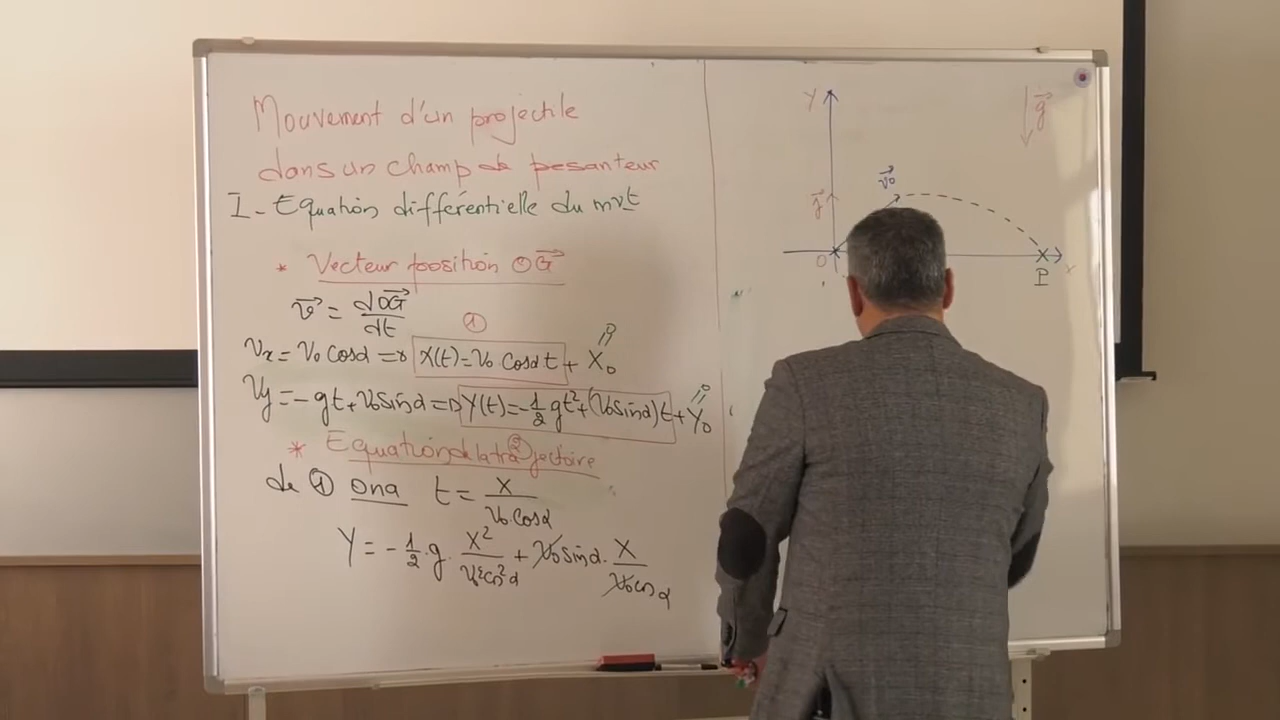 Mouvement d'un projectile
dans un champ de pesanteur
I - Equation différentielle du mvt
* Vecteur position OG⃗
v⃗ = dOG⃗/dt
①
Vx = V0 cosα => X(t) = V0 cosα t + X0
Vy = -gt + V0 sinα => Y(t) = -1/2 gt² + (V0 sinα)t + Y0
②
* Equation de la trajectoire
de ① on a t = X/(V0.cosα)
Y = -1/2 .g. X²/(V0² cos²α) + V0 sinα . X/(V0 cosα)
Y
g⃗
v⃗0
j⃗
O
P
x